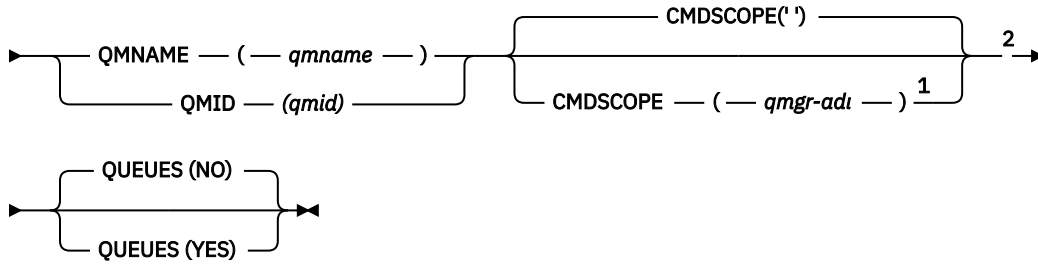 CMDSCOPE(' ')
QMNAME ( qmname ) 2
QMID (qmid) CMDSCOPE ( qmgr-adı ) 1
QUEUES (NO)
QUEUES (YES)